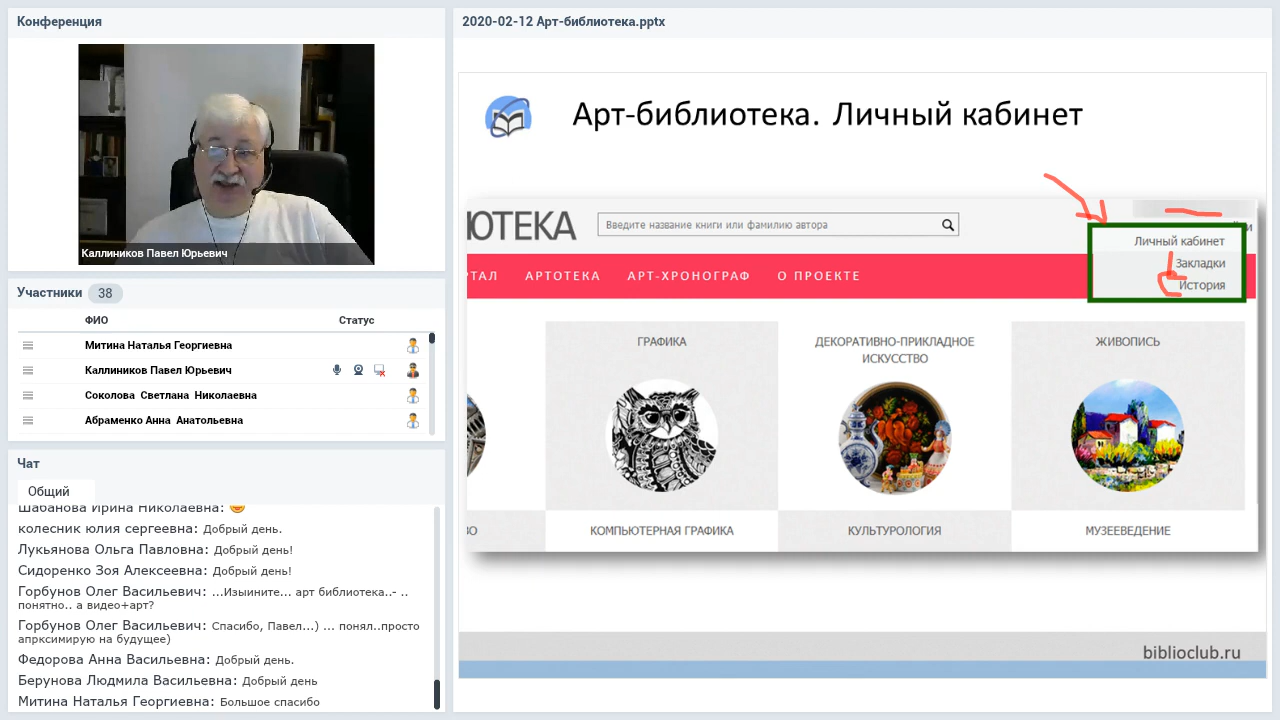 Конференция
Каллиников Павел Юрьевич
Участники 38
ФИО Статус
Митина Наталья Георгиевна
Каллиников Павел Юрьевич
Соколова Светлана Николаевна
Абраменко Анна Анатольевна
Чат
Общий
Шабанова Ирина Николаевна:
колесник юлия сергеевна: Добрый день.
Лукьянова Ольга Павловна: Добрый день!
Сидоренко Зоя Алексеевна: Добрый день!
Горбунов Олег Васильевич: ...Изыините... арт библиотека..- ..
понятно.. а видео+арт?
Горбунов Олег Васильевич: Спасибо, Павел...) ... понял..просто
апрксимирую на будущее)
Федорова Анна Васильевна: Добрый день.
Берунова Людмила Васильевна: Добрый день
Митина Наталья Георгиевна: Большое спасибо
2020-02-12 Арт-библиотека.pptx
Арт-библиотека. Личный кабинет
ЮТЕКА
Введите название книги или фамилию автора
Личный кабинет
Закладки
История
РТАЛ АРТОТЕКА АРТ-ХРОНОГРАФ О ПРОЕКТЕ
ГРАФИКА
ДЕКОРАТИВНО-ПРИКЛАДНОЕ
ИСКУССТВО
ЖИВОПИСЬ
ВО КОМПЬЮТЕРНАЯ ГРАФИКА КУЛЬТУРОЛОГИЯ МУЗЕЕВЕДЕНИЕ
biblioclub.ru